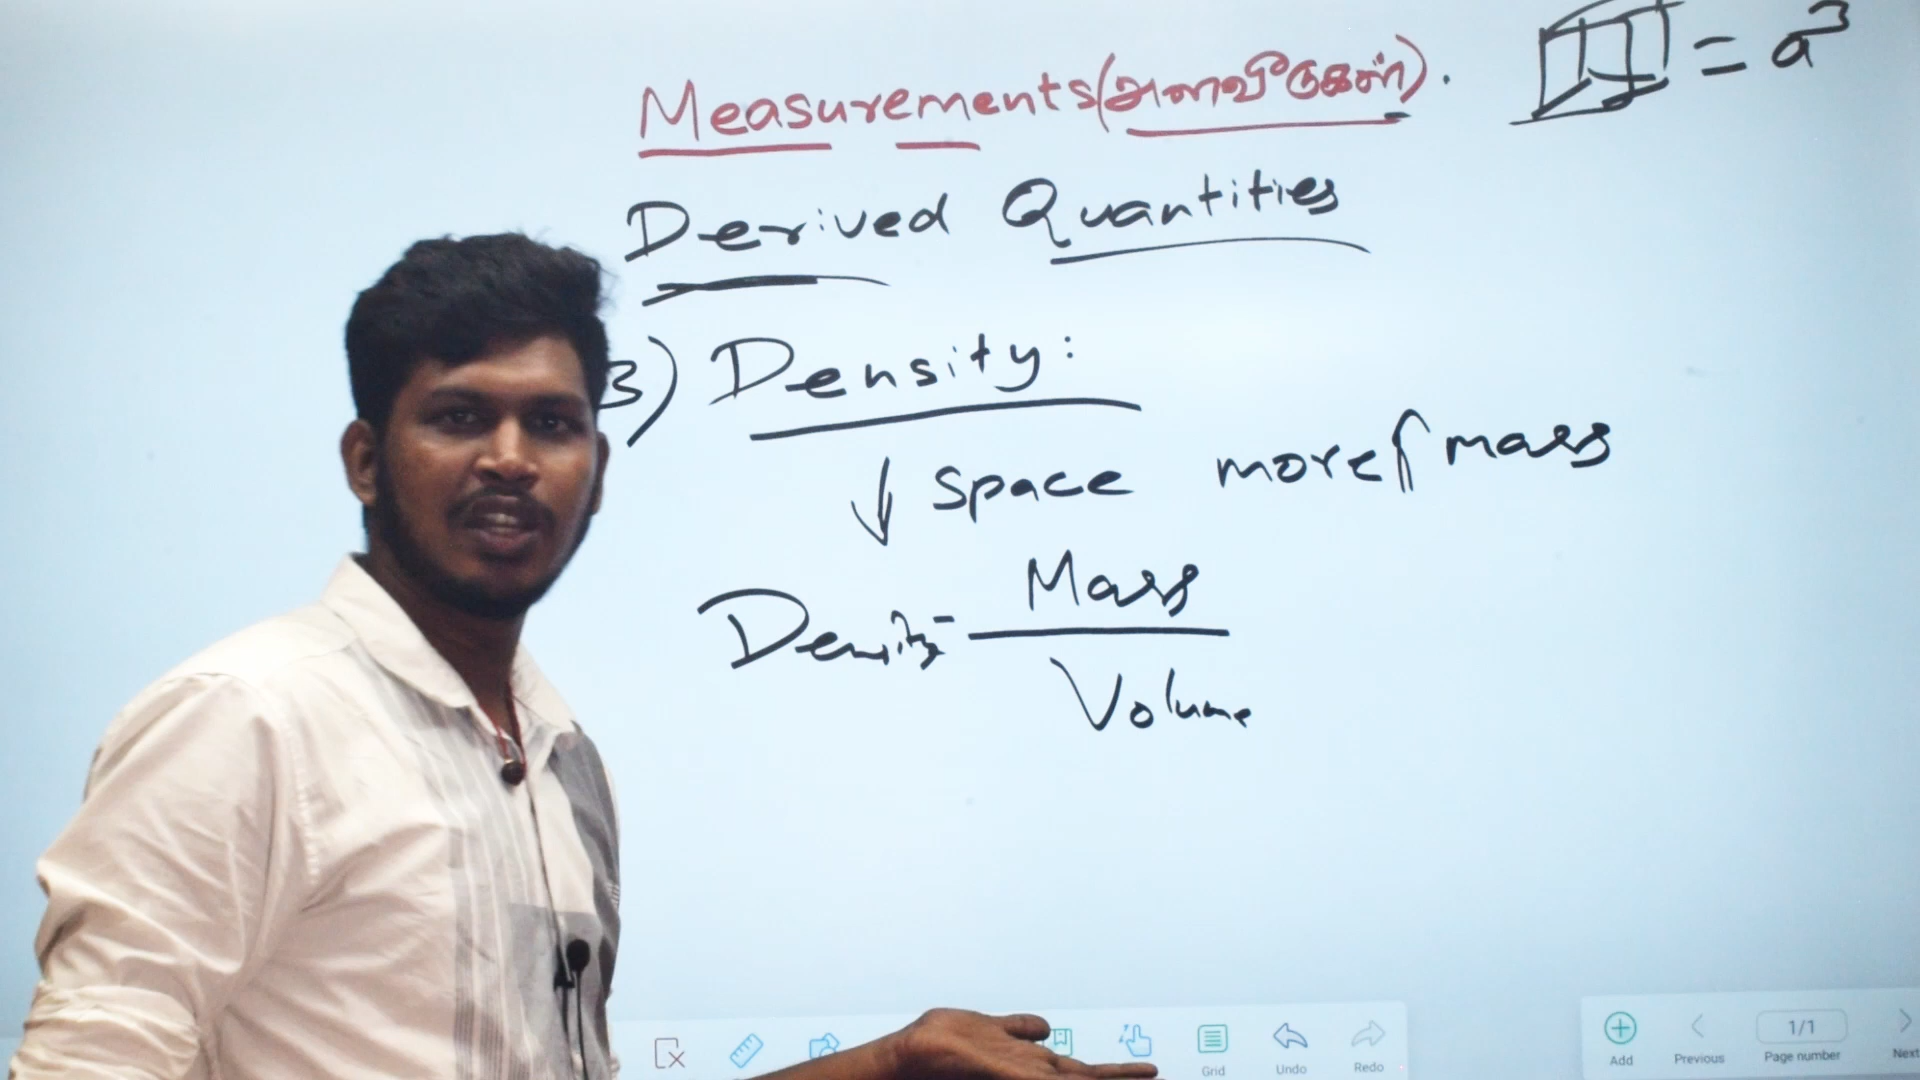 Measurements(அளவீடுகள்).
= a³
Derived Quantities
3) Density:
↓ space more↑ mass
Density = Mass
Volume
Grid
Undo
Redo
Add
Previous
1/1
Page number
Next